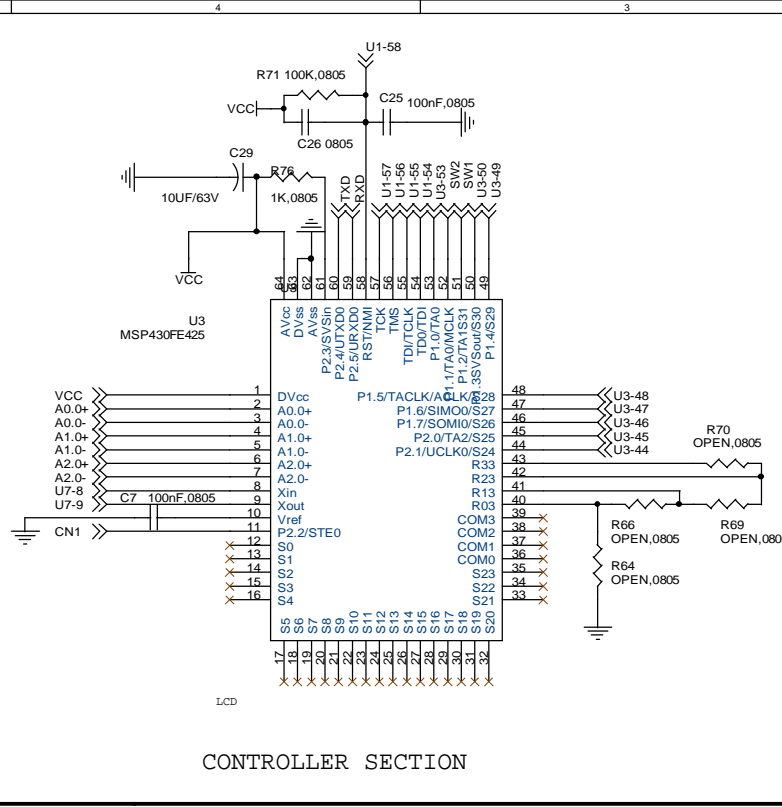 4
3
U1-58
R71 100K,0805
C25
100nF,0805
VCC
C26 0805
C29
R76
10UF/63V
1K,0805
VCC
TXD
RXD
U1-57
U1-56
U1-55
U1-54
U3-53
SW2
SW1
U3-50
U3-49
64
63
62
61
60
59
58
57
56
55
54
53
52
51
50
49
U3
MSP430FE425
AVcc
DVss
AVss
P2.3/SVSin
P2.4/UTXD0
P2.5/URXD0
RST/NMI
TCK
TMS
TDI/TCLK
TD0/TDI
P1.0/TA0
P1.1/TA0/MCLK
P1.2/TA1S31
P1.3SVSout/S30
P1.4/S29
VCC 1 DVcc
A0.0+ 2 A0.0+
A0.0- 3 A0.0-
A1.0+ 4 A1.0+
A1.0- 5 A1.0-
A2.0+ 6 A2.0+
A2.0- 7 A2.0-
U7-8 8 Xin
U7-9 9 Xout
C7 100nF,0805
10 Vref
CN1 11 P2.2/STE0
12 S0
13 S1
14 S2
15 S3
16 S4
P1.5/TACLK/ACLK/S28 48 U3-48
P1.6/SIMO0/S27 47 U3-47
P1.7/SOMI0/S26 46 U3-46
P2.0/TA2/S25 45 U3-45
P2.1/UCLK0/S24 44 U3-44
R33 43
R23 42
R13 41
R03 40
COM3 39
COM2 38
COM1 37
COM0 36
S23 35
S22 34
S21 33
R70
OPEN,0805
R66
OPEN,0805
R69
OPEN,080
R64
OPEN,0805
S5
S6
S7
S8
S9
S10
S11
S12
S13
S14
S15
S16
S17
S18
S19
S20
17
18
19
20
21
22
23
24
25
26
27
28
29
30
31
32
LCD
CONTROLLER SECTION